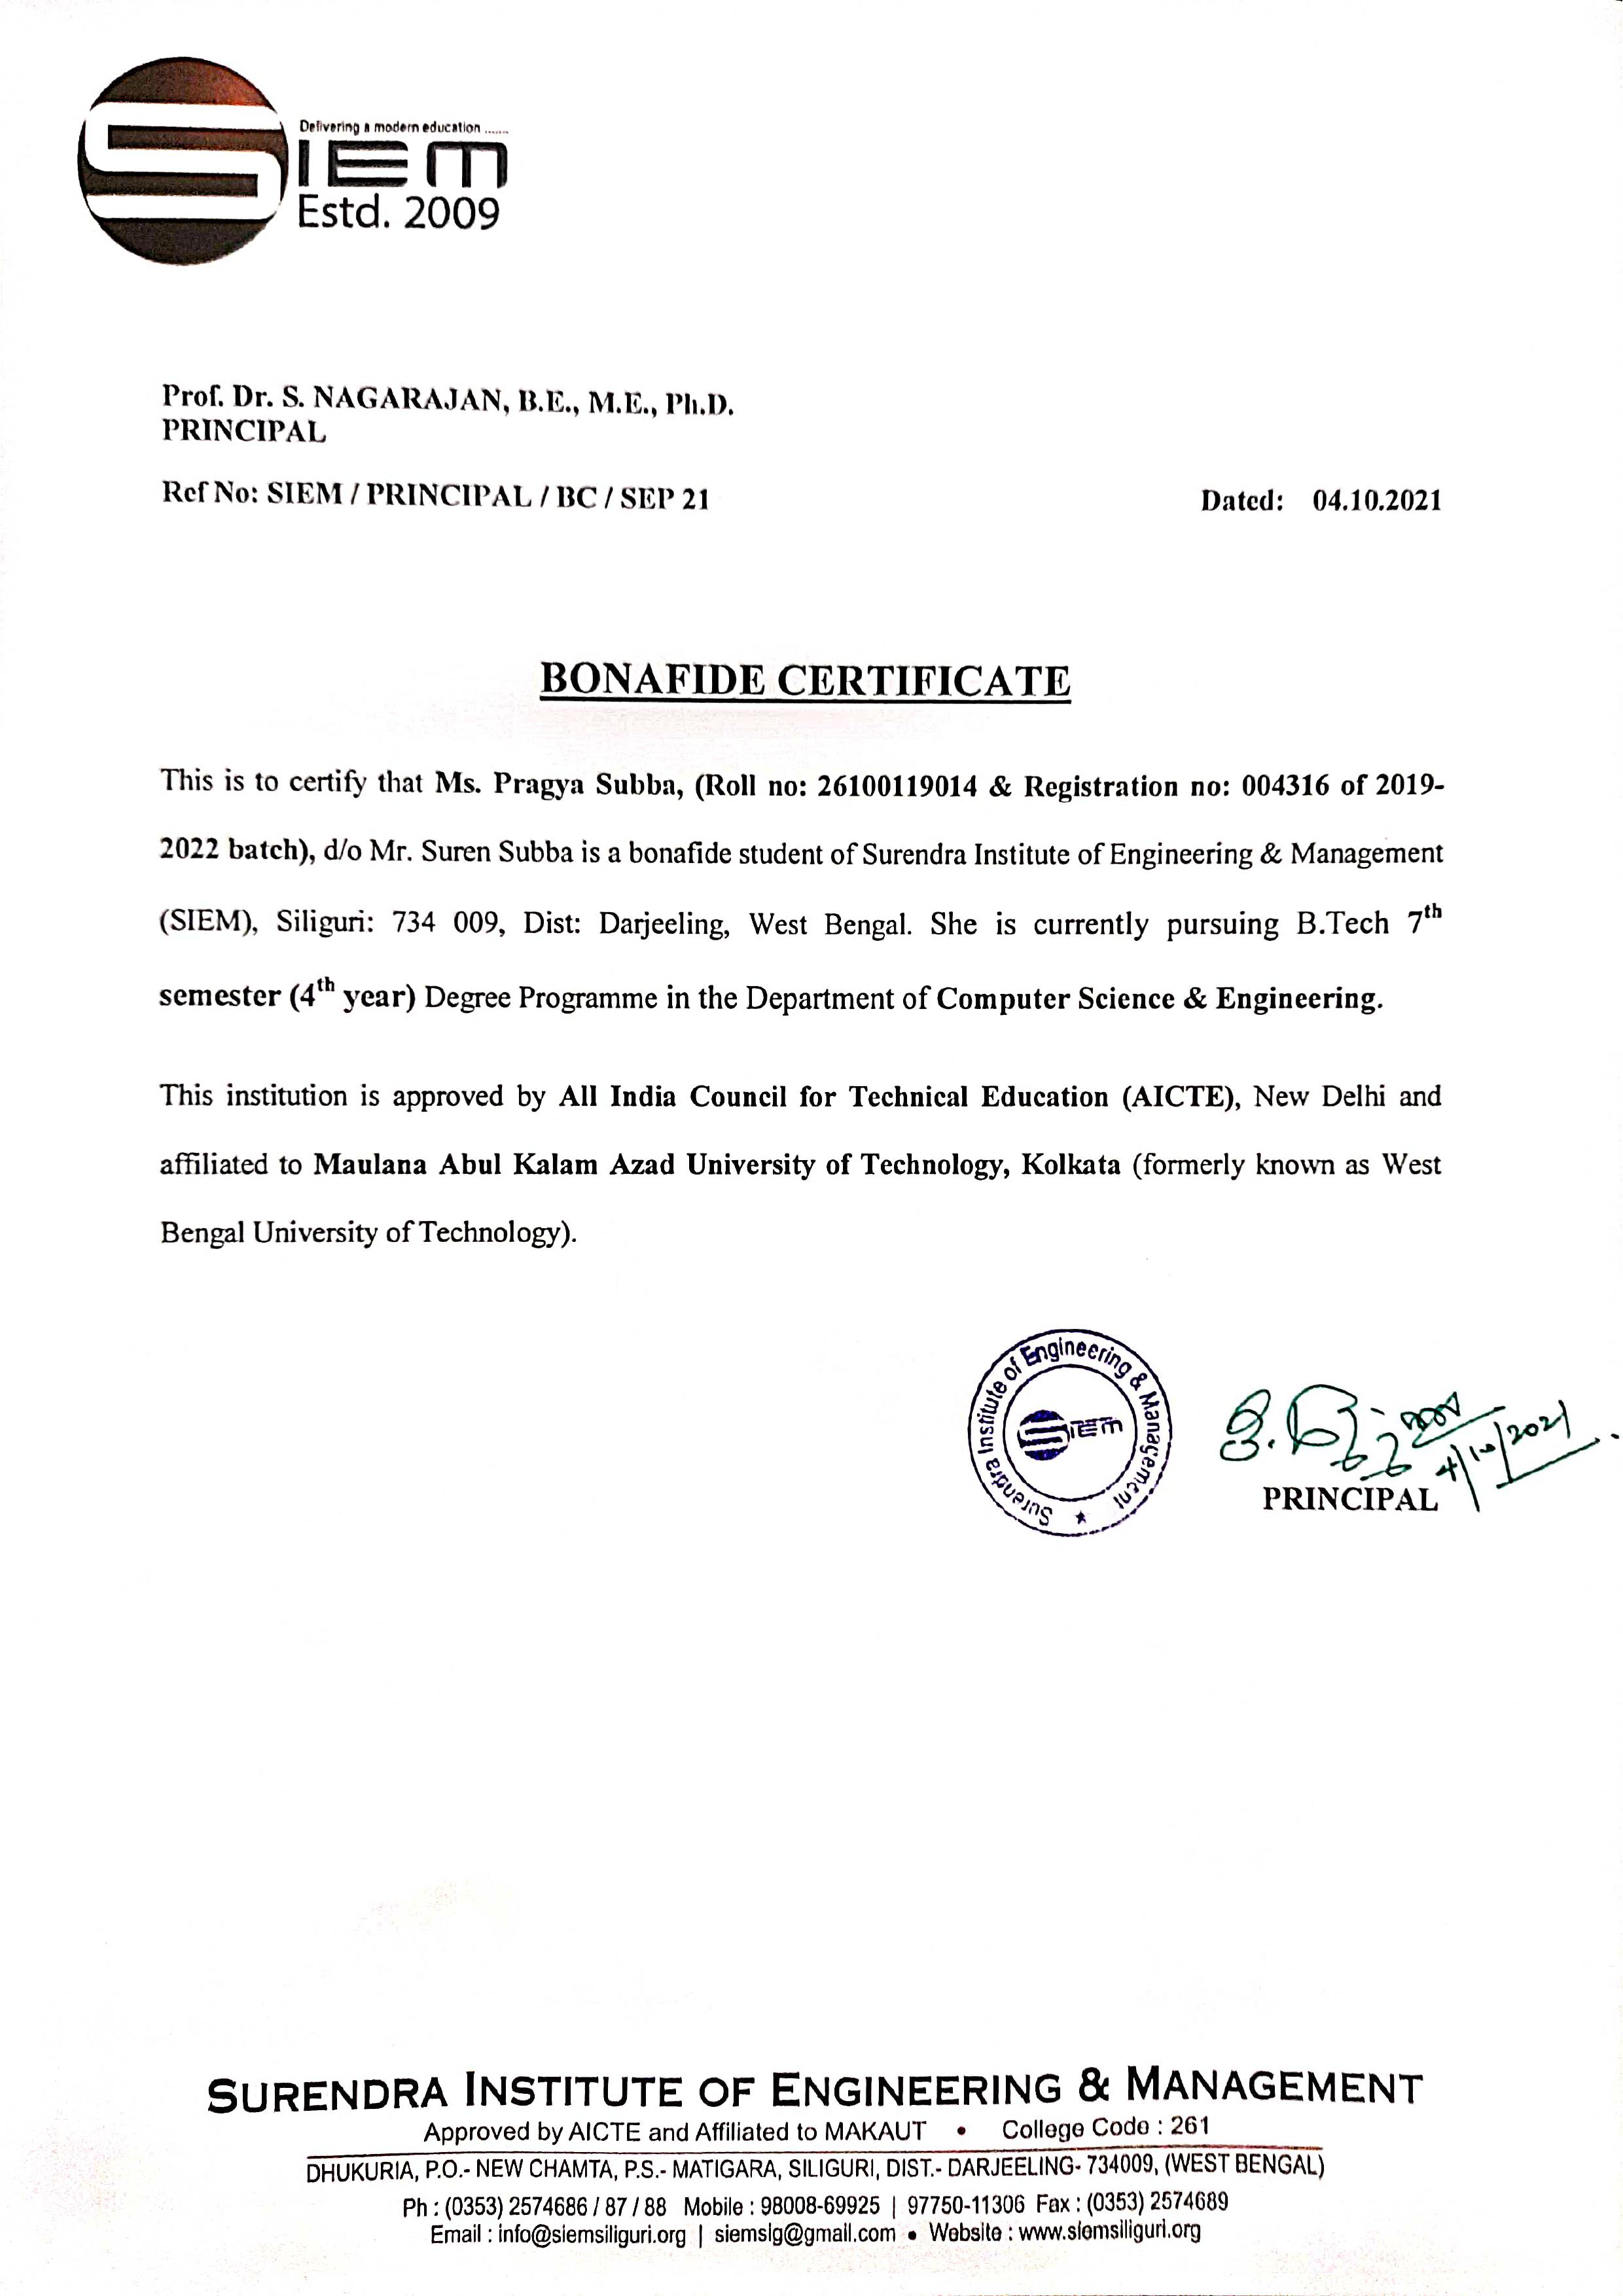 Delivering a modern education ......
SIEM
Estd. 2009
Prof. Dr. S. NAGARAJAN, B.E., M.E., Ph.D.
PRINCIPAL
Ref No: SIEM / PRINCIPAL / BC / SEP 21 Dated: 04.10.2021
BONAFIDE CERTIFICATE
This is to certify that Ms. Pragya Subba, (Roll no: 26100119014 & Registration no: 004316 of 2019-
2022 batch), d/o Mr. Suren Subba is a bonafide student of Surendra Institute of Engineering & Management
(SIEM), Siliguri: 734 009, Dist: Darjeeling, West Bengal. She is currently pursuing B.Tech 7th
semester (4th year) Degree Programme in the Department of Computer Science & Engineering.
This institution is approved by All India Council for Technical Education (AICTE), New Delhi and
affiliated to Maulana Abul Kalam Azad University of Technology, Kolkata (formerly known as West
Bengal University of Technology).
Surendra Institute of Engineering & Management
SIEM
4/10/2021
PRINCIPAL
SURENDRA INSTITUTE OF ENGINEERING & MANAGEMENT
Approved by AICTE and Affiliated to MAKAUT • College Code : 261
DHUKURIA, P.O.- NEW CHAMTA, P.S.- MATIGARA, SILIGURI, DIST.- DARJEELING- 734009, (WEST BENGAL)
Ph : (0353) 2574686 / 87 / 88 Mobile : 98008-69925 | 97750-11306 Fax : (0353) 2574689
Email : info@siemsiliguri.org | siemslg@gmail.com • Website : www.siemsiliguri.org